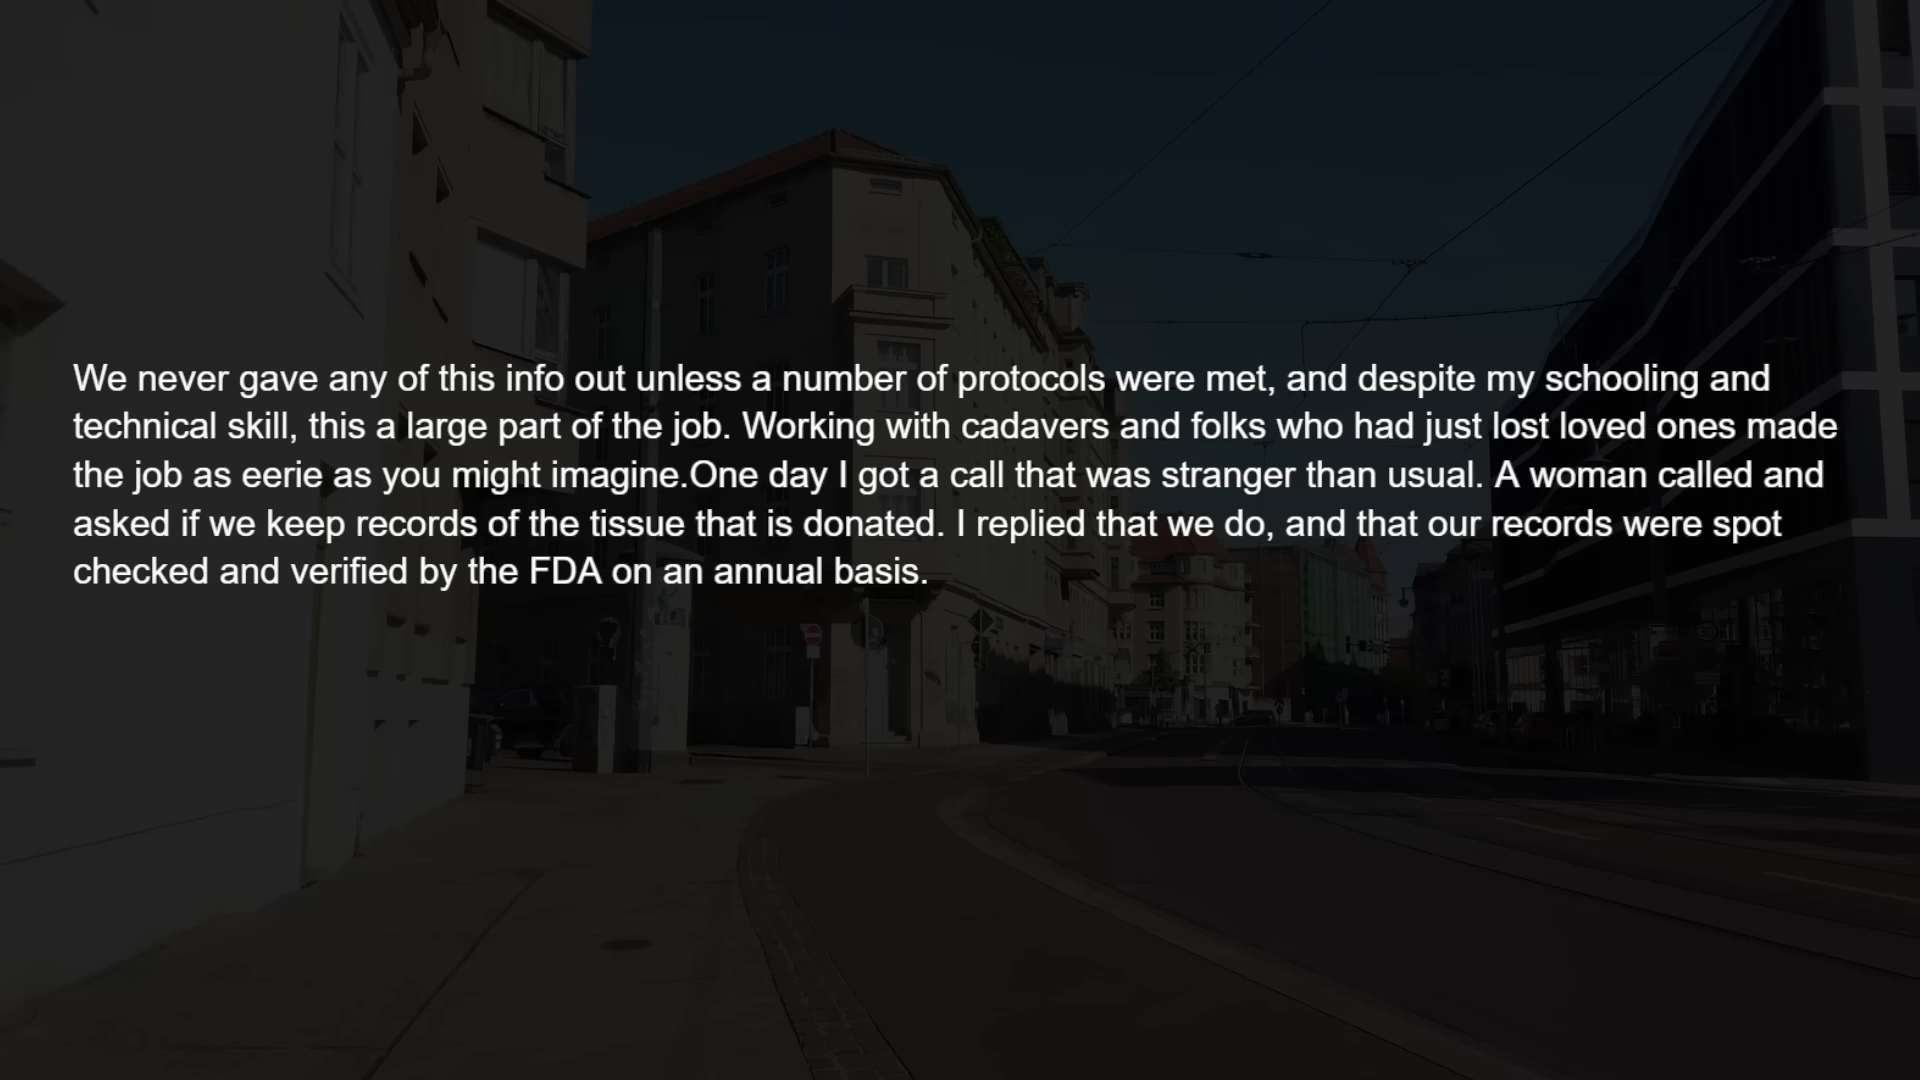 We never gave any of this info out unless a number of protocols were met, and despite my schooling and
technical skill, this a large part of the job. Working with cadavers and folks who had just lost loved ones made
the job as eerie as you might imagine.One day I got a call that was stranger than usual. A woman called and
asked if we keep records of the tissue that is donated. I replied that we do, and that our records were spot
checked and verified by the FDA on an annual basis.